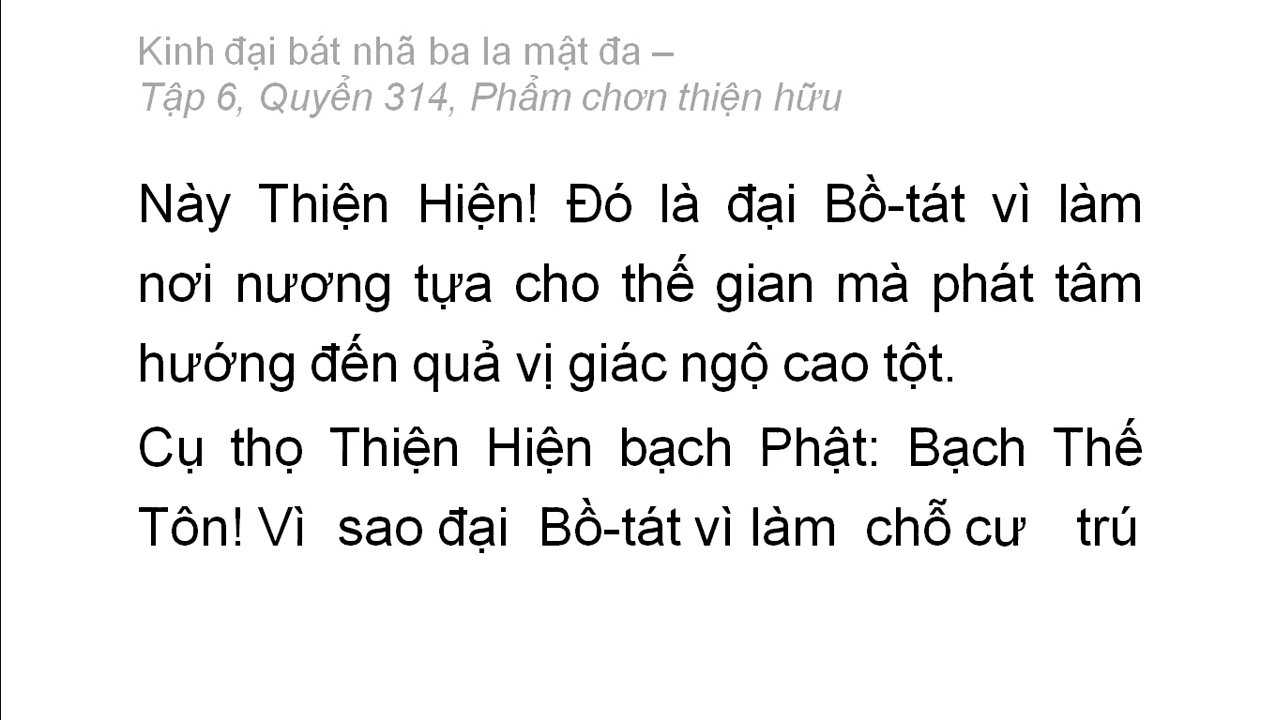 Kinh đại bát nhã ba la mật đa –
Tập 6, Quyển 314, Phẩm chơn thiện hữu
Này Thiện Hiện! Đó là đại Bồ-tát vì làm
nơi nương tựa cho thế gian mà phát tâm
hướng đến quả vị giác ngộ cao tột.
Cụ thọ Thiện Hiện bạch Phật: Bạch Thế
Tôn! Vì sao đại Bồ-tát vì làm chỗ cư trú